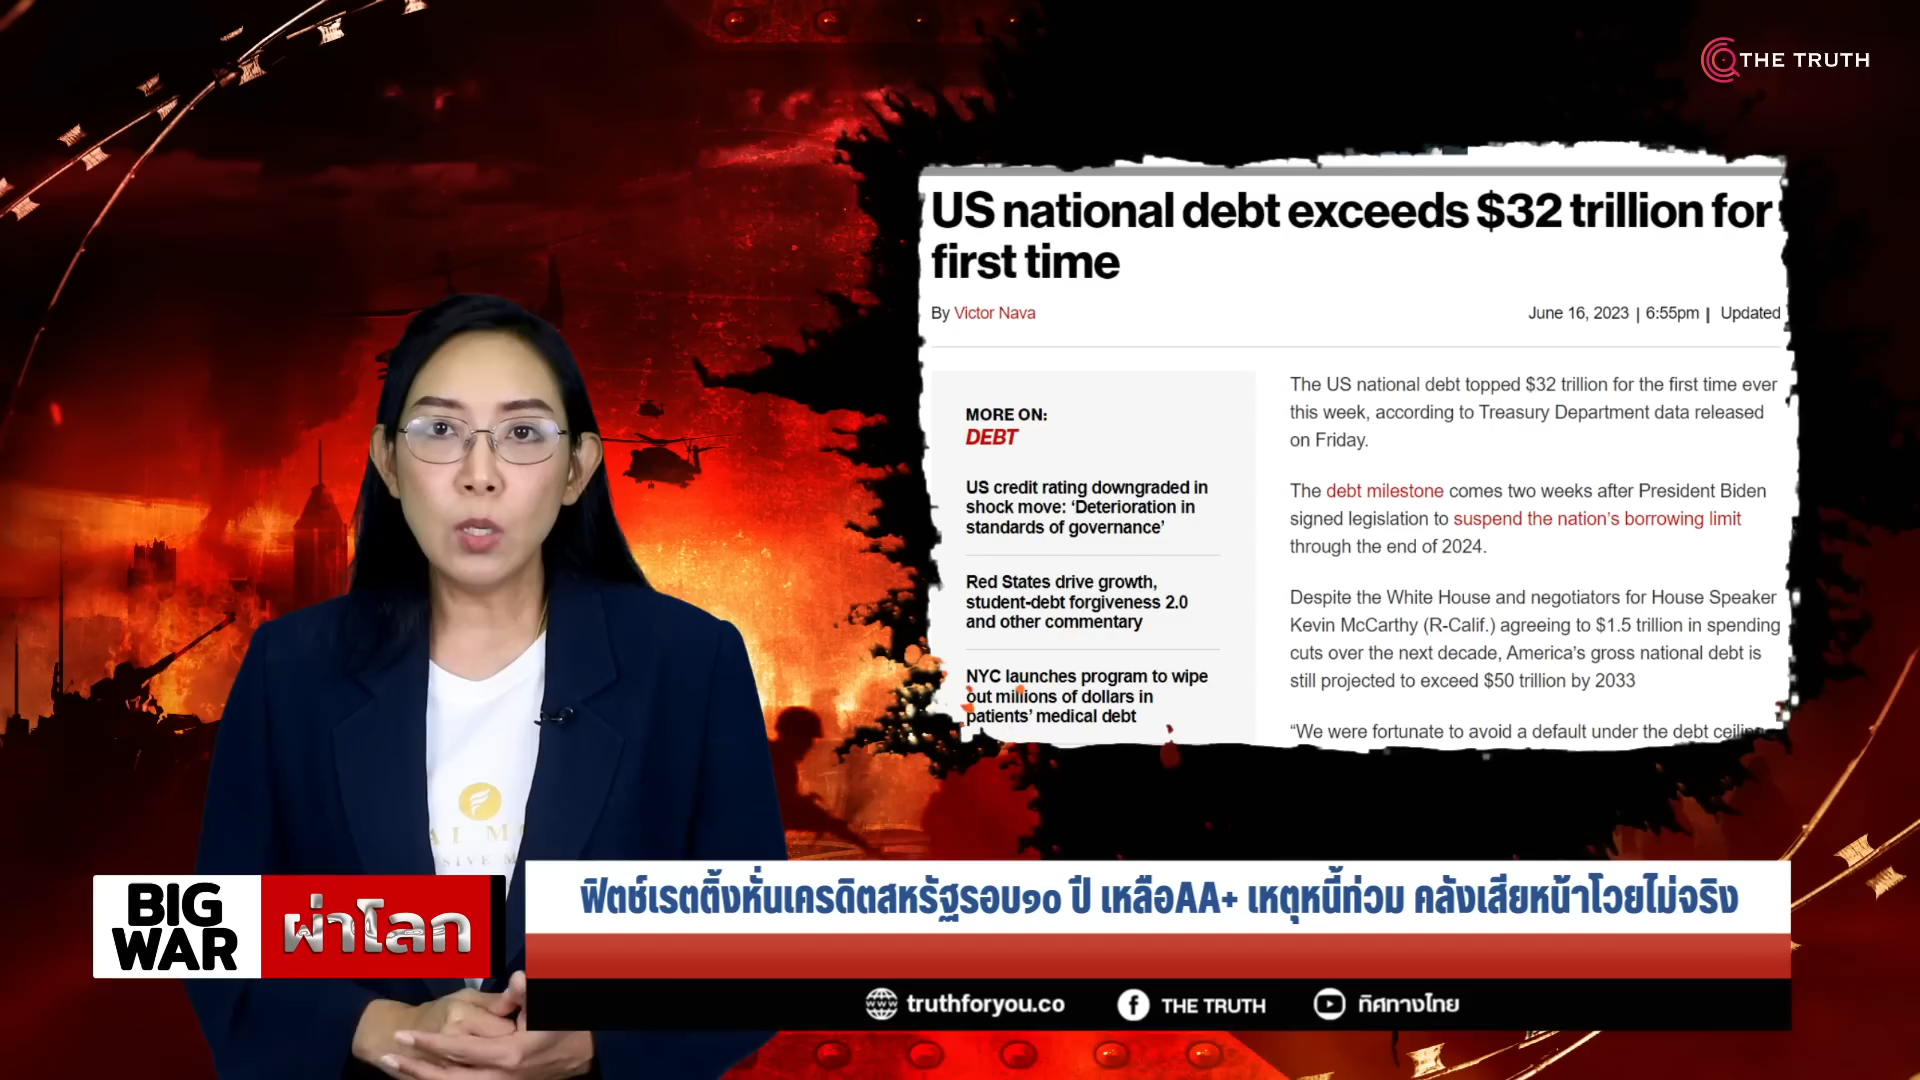 THE TRUTH
US national debt exceeds $32 trillion for
first time
By Victor Nava
June 16, 2023 | 6:55pm | Updated
MORE ON:
DEBT
US credit rating downgraded in
shock move: ‘Deterioration in
standards of governance’
Red States drive growth,
student-debt forgiveness 2.0
and other commentary
NYC launches program to wipe
out millions of dollars in
patients’ medical debt
The US national debt topped $32 trillion for the first time ever
this week, according to Treasury Department data released
on Friday.
The debt milestone comes two weeks after President Biden
signed legislation to suspend the nation’s borrowing limit
through the end of 2024.
Despite the White House and negotiators for House Speaker
Kevin McCarthy (R-Calif.) agreeing to $1.5 trillion in spending
cuts over the next decade, America’s gross national debt is
still projected to exceed $50 trillion by 2033
“We were fortunate to avoid a default under the debt ceiling
BIG
WAR
ผ่าโลก
ฟิตช์เรตติ้งหั่นเครดิตสหรัฐรอบ๑๐ ปี เหลือAA+ เหตุหนี้ท่วม คลังเสียหน้าโวยไม่จริง
truthforyou.co
THE TRUTH
ทิศทางไทย